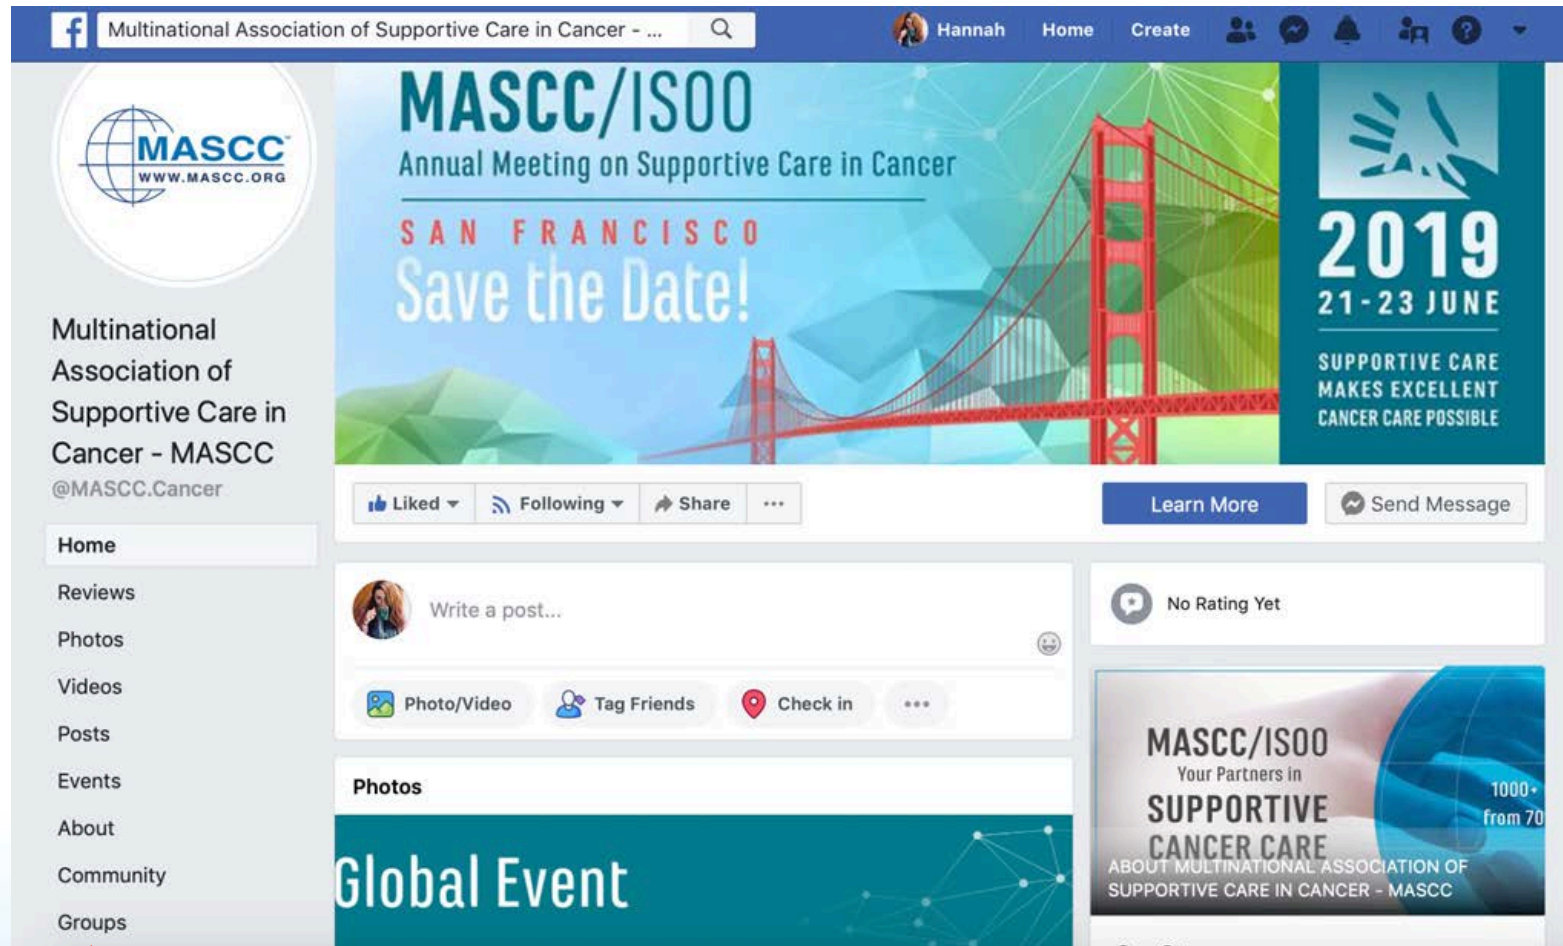 Multinational Association of Supportive Care in Cancer - ...
Hannah
Home
Create
MASCC™
WWW.MASCC.ORG
Multinational
Association of
Supportive Care in
Cancer - MASCC
@MASCC.Cancer
Home
Reviews
Photos
Videos
Posts
Events
About
Community
Groups
MASCC/ISOO
Annual Meeting on Supportive Care in Cancer
SAN FRANCISCO
Save the Date!
2019
21-23 JUNE
SUPPORTIVE CARE
MAKES EXCELLENT
CANCER CARE POSSIBLE
Liked
Following
Share
Learn More
Send Message
Write a post...
Photo/Video
Tag Friends
Check in
Photos
Global Event
No Rating Yet
MASCC/ISOO
Your Partners in
SUPPORTIVE
CANCER CARE
1000+
from 70
ABOUT MULTINATIONAL ASSOCIATION OF
SUPPORTIVE CARE IN CANCER - MASCC